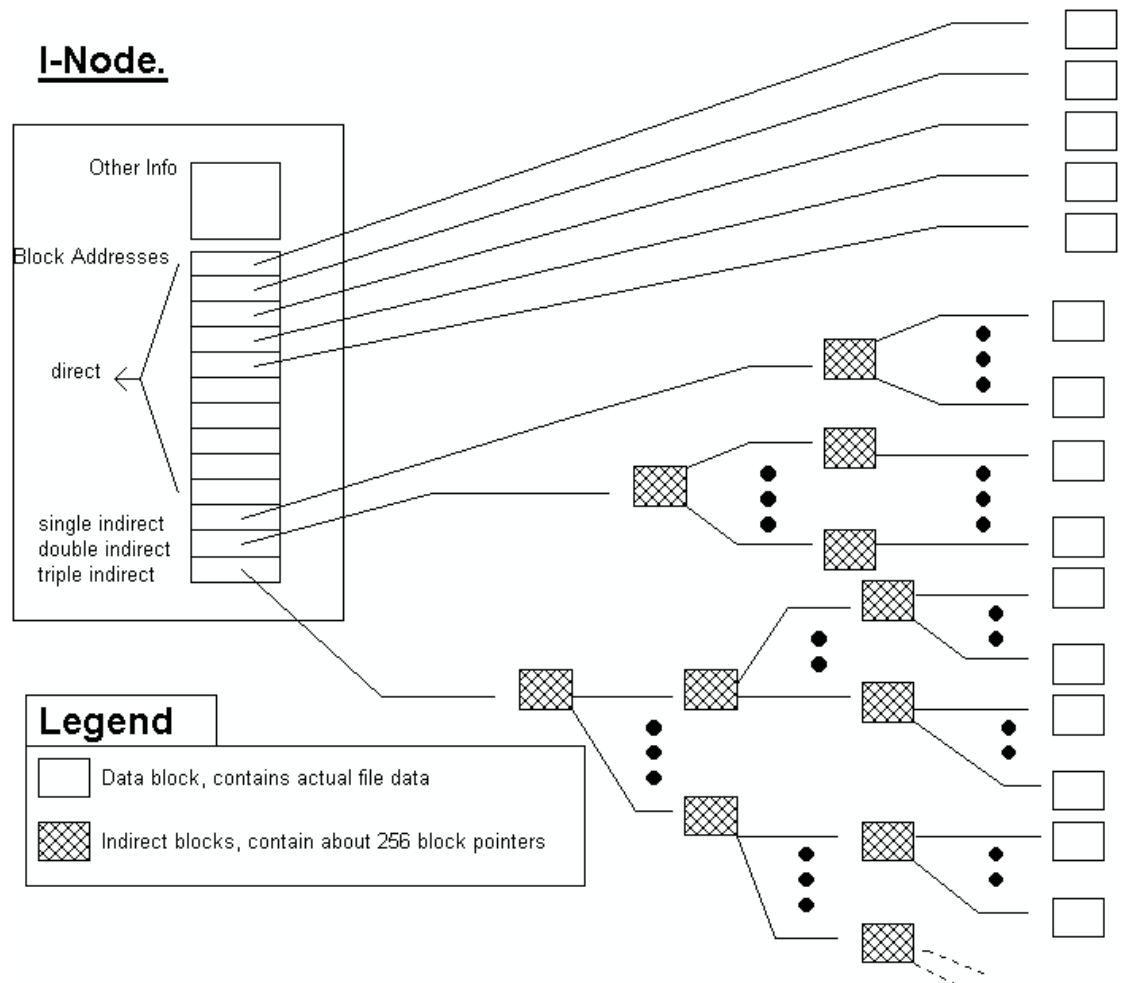 I-Node.
Other Info
Block Addresses
direct
single indirect
double indirect
triple indirect
Legend
Data block, contains actual file data
Indirect blocks, contain about 256 block pointers